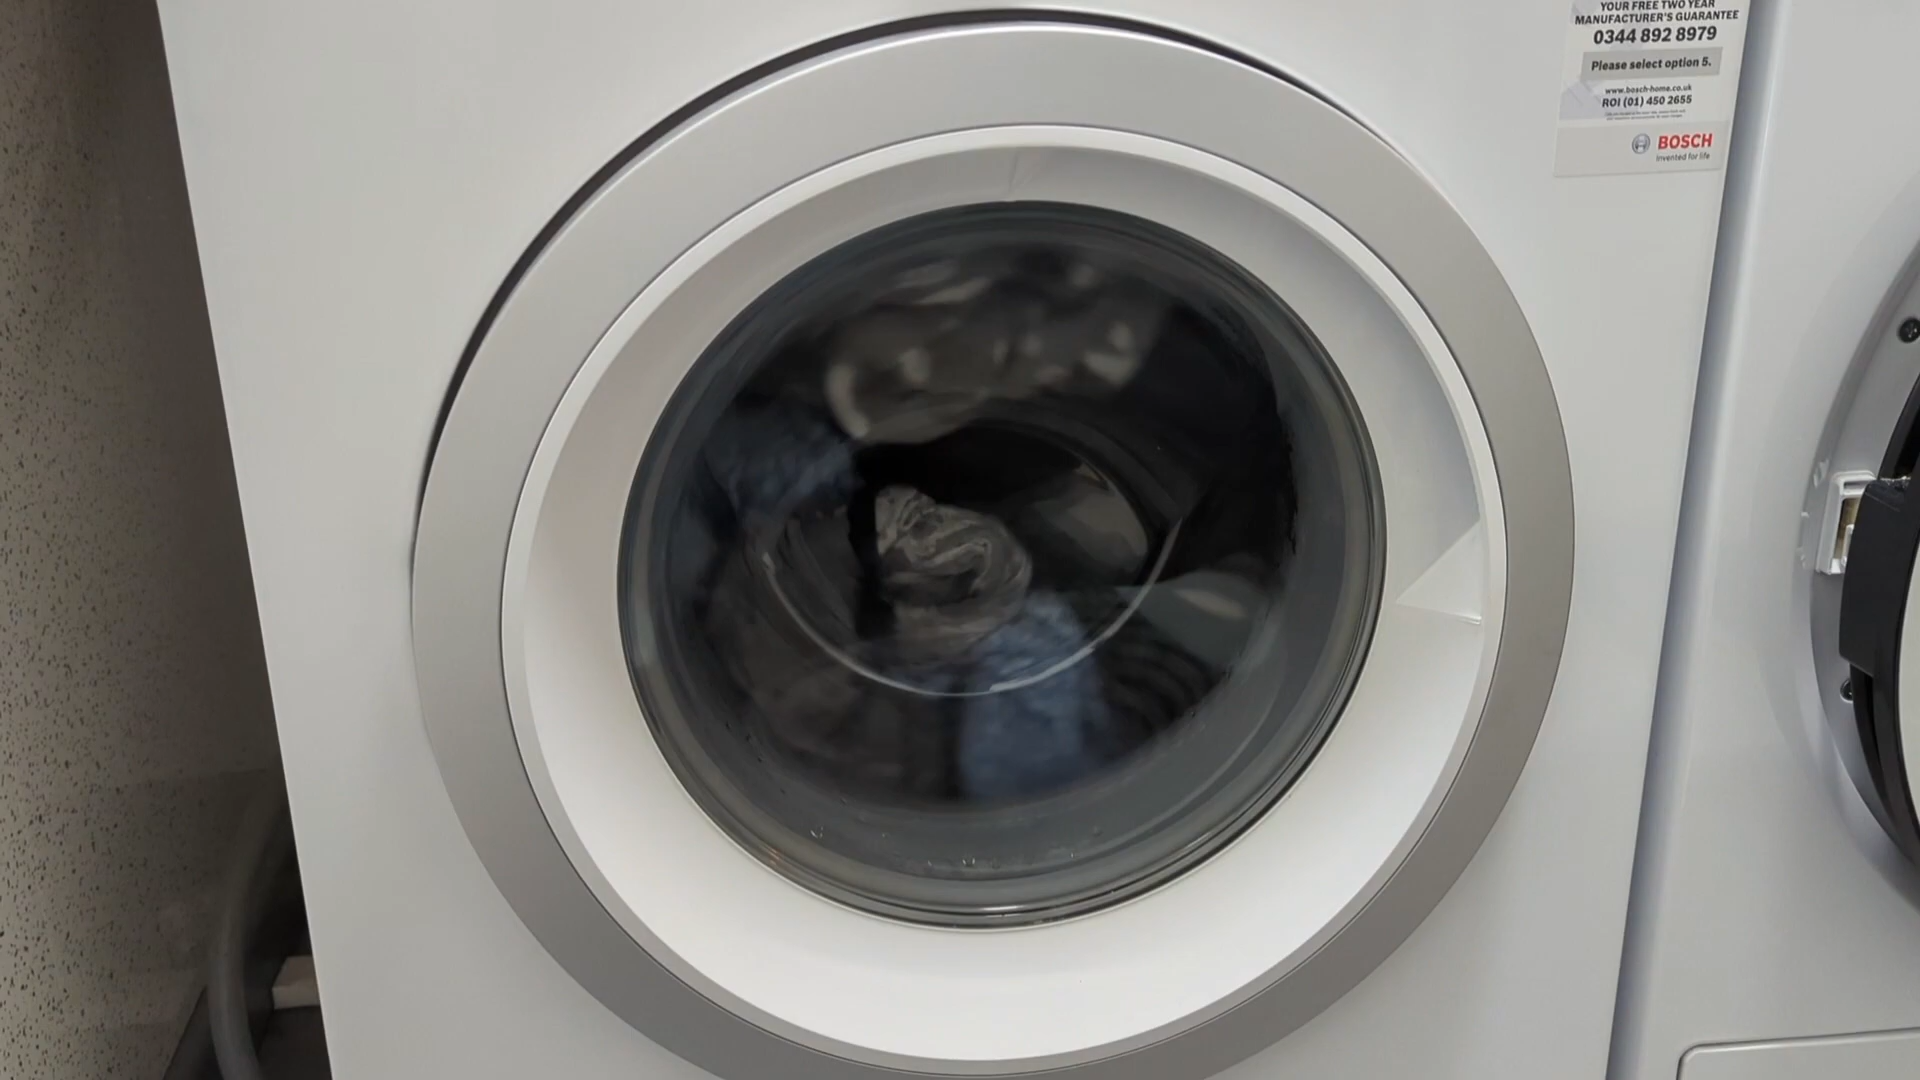 YOUR FREE TWO YEAR
MANUFACTURER'S GUARANTEE
0344 892 8979
Please select option 5.
www.bosch-home.co.uk
ROI (01) 450 2655
BOSCH
Invented for life